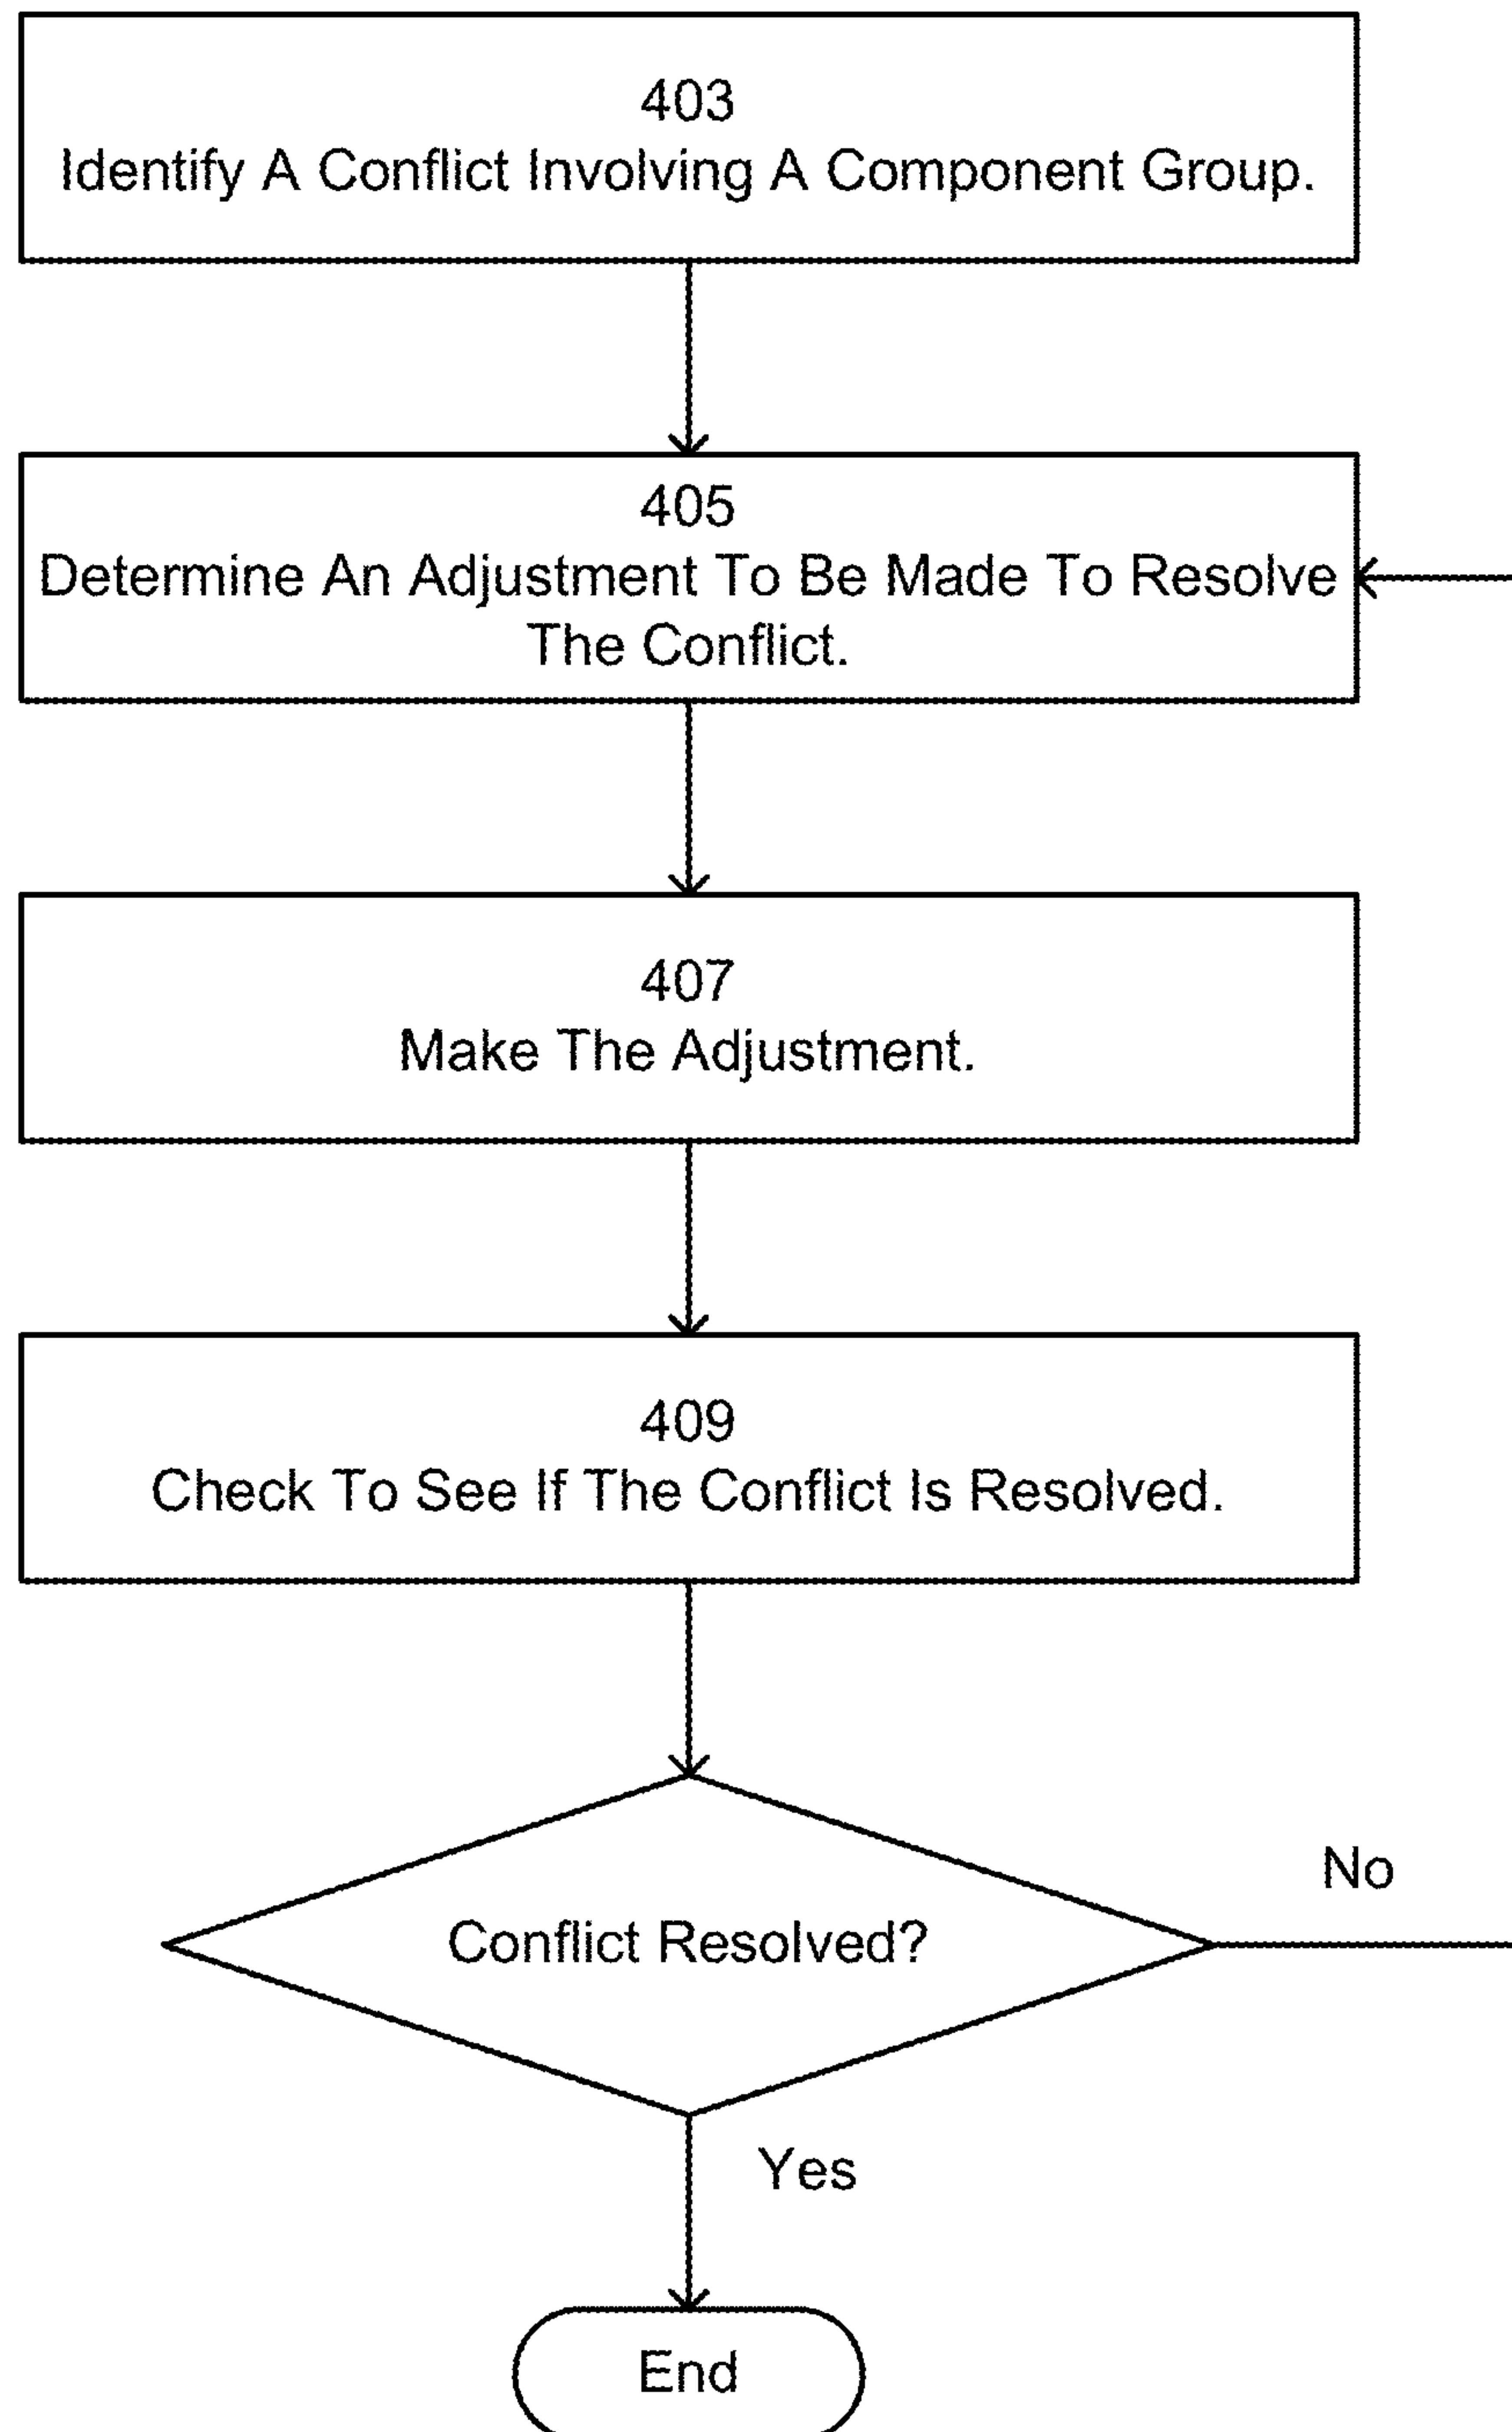 403
Identify A Conflict Involving A Component Group.
405
Determine An Adjustment To Be Made To Resolve
The Conflict.
407
Make The Adjustment.
409
Check To See If The Conflict Is Resolved.
No
Conflict Resolved?
Yes
End